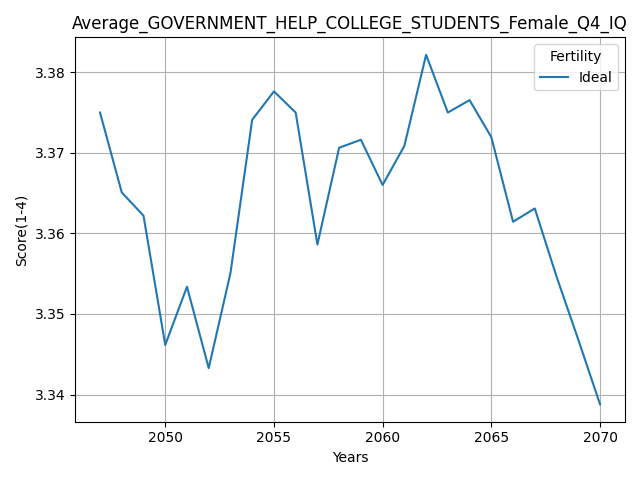 Average_GOVERNMENT_HELP_COLLEGE_STUDENTS_Female_Q4_IQ
Fertility
Ideal
3.38
3.37
3.36
3.35
3.34
Score(1-4)
2050 2055 2060 2065 2070
Years